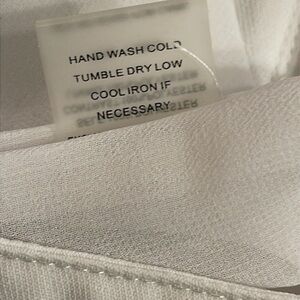 HAND WASH COLD
TUMBLE DRY LOW
COOL IRON IF
NECESSARY